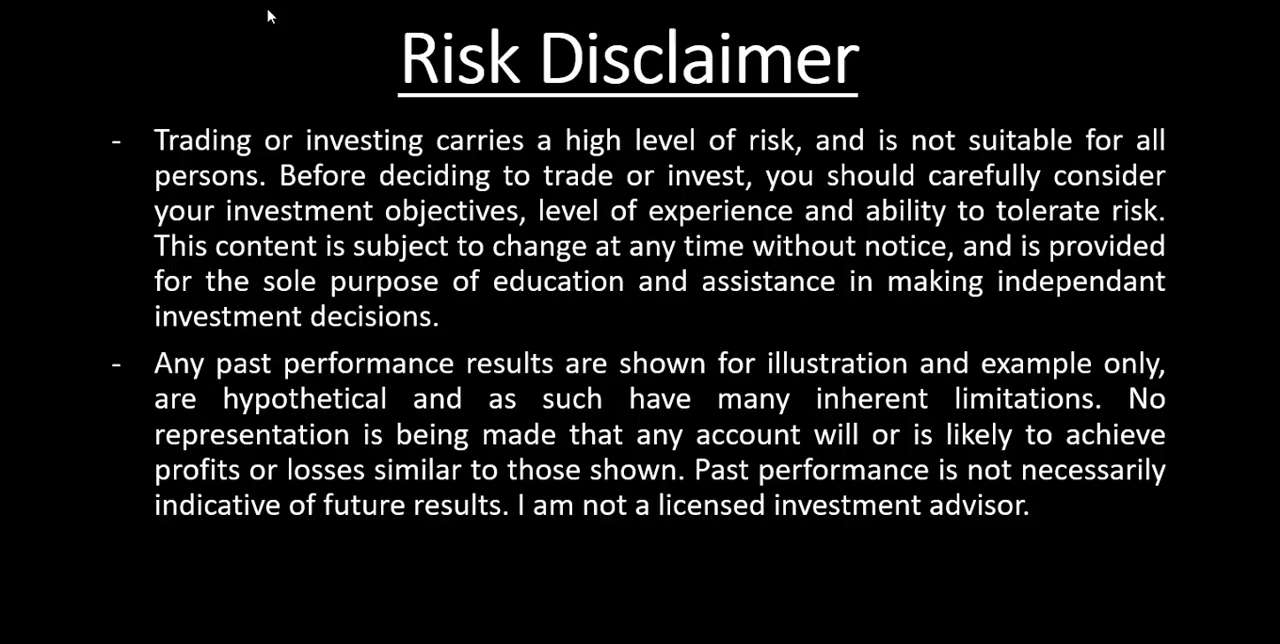 Risk Disclaimer
- Trading or investing carries a high level of risk, and is not suitable for all
persons. Before deciding to trade or invest, you should carefully consider
your investment objectives, level of experience and ability to tolerate risk.
This content is subject to change at any time without notice, and is provided
for the sole purpose of education and assistance in making independant
investment decisions.
- Any past performance results are shown for illustration and example only,
are hypothetical and as such have many inherent limitations. No
representation is being made that any account will or is likely to achieve
profits or losses similar to those shown. Past performance is not necessarily
indicative of future results. I am not a licensed investment advisor.